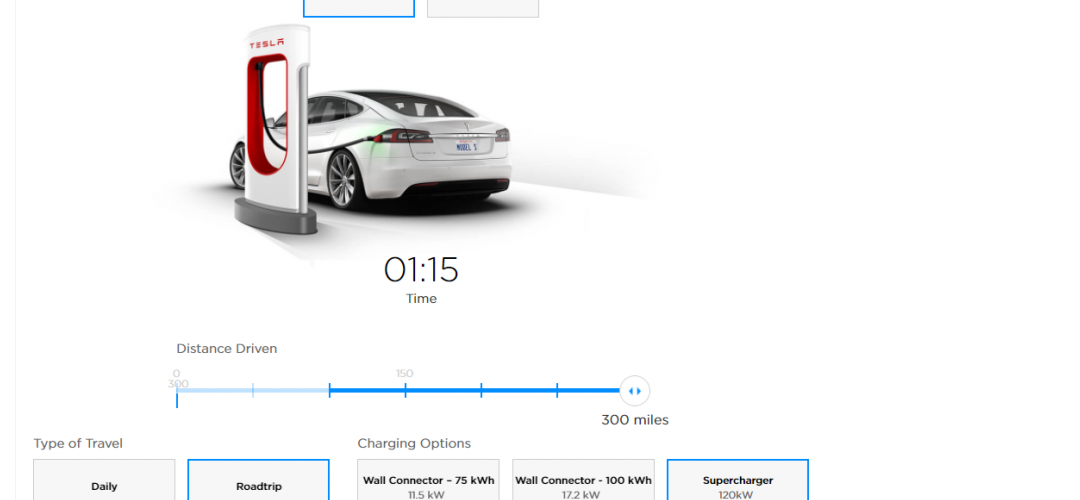 TESLA
MODEL S
01:15
Time
Distance Driven
0
150
300
300 miles
Type of Travel
Charging Options
Daily
Roadtrip
Wall Connector – 75 kWh
11.5 kW
Wall Connector - 100 kWh
17.2 kW
Supercharger
120kW